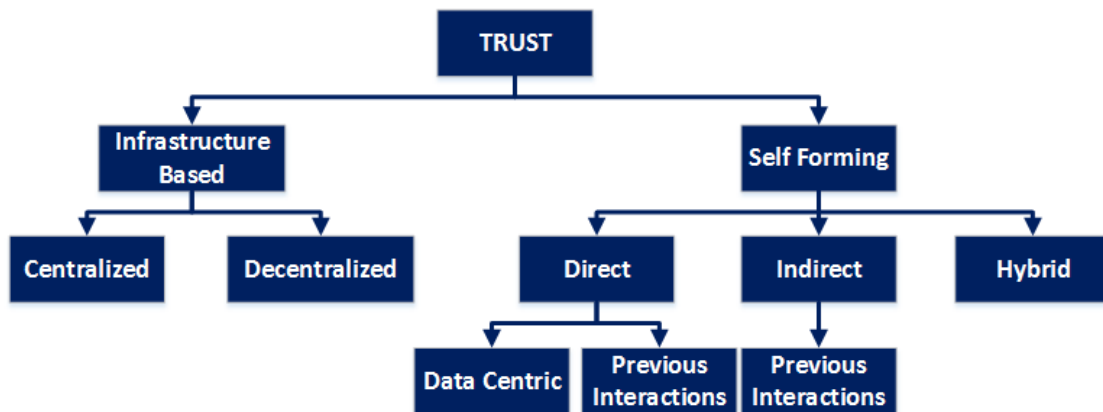 TRUST
Infrastructure
Based
Self Forming
Centralized
Decentralized
Direct
Indirect
Hybrid
Data Centric
Previous
Interactions
Previous
Interactions